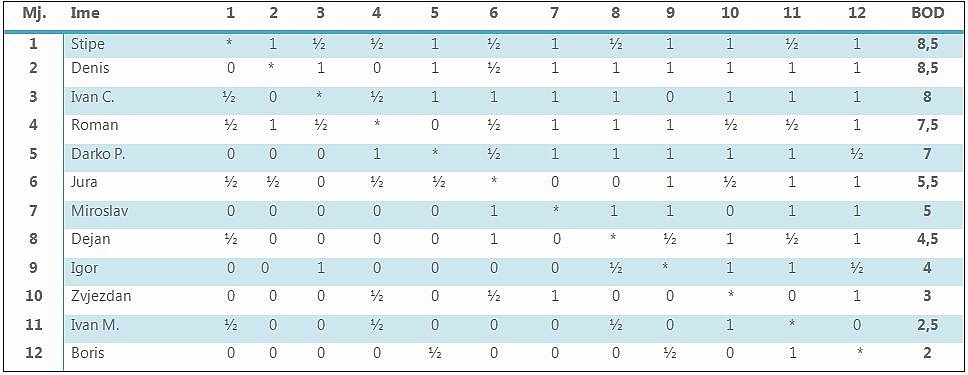 Mj. Ime 1 2 3 4 5 6 7 8 9 10 11 12 BOD
1 Stipe * 1 ½ ½ 1 ½ 1 ½ 1 1 ½ 1 8,5
2 Denis 0 * 1 0 1 ½ 1 1 1 1 1 1 8,5
3 Ivan C. ½ 0 * ½ 1 1 1 1 0 1 1 1 8
4 Roman ½ 1 ½ * 0 ½ 1 1 1 ½ ½ 1 7,5
5 Darko P. 0 0 0 1 * ½ 1 1 1 1 1 ½ 7
6 Jura ½ ½ 0 ½ ½ * 0 0 1 ½ 1 1 5,5
7 Miroslav 0 0 0 0 0 1 * 1 1 0 1 1 5
8 Dejan ½ 0 0 0 0 1 0 * ½ 1 ½ 1 4,5
9 Igor 0 0 1 0 0 0 0 ½ * 1 1 ½ 4
10 Zvjezdan 0 0 0 ½ 0 ½ 1 0 0 * 0 1 3
11 Ivan M. ½ 0 0 ½ 0 0 0 ½ 0 1 * 0 2,5
12 Boris 0 0 0 0 ½ 0 0 0 ½ 0 1 * 2